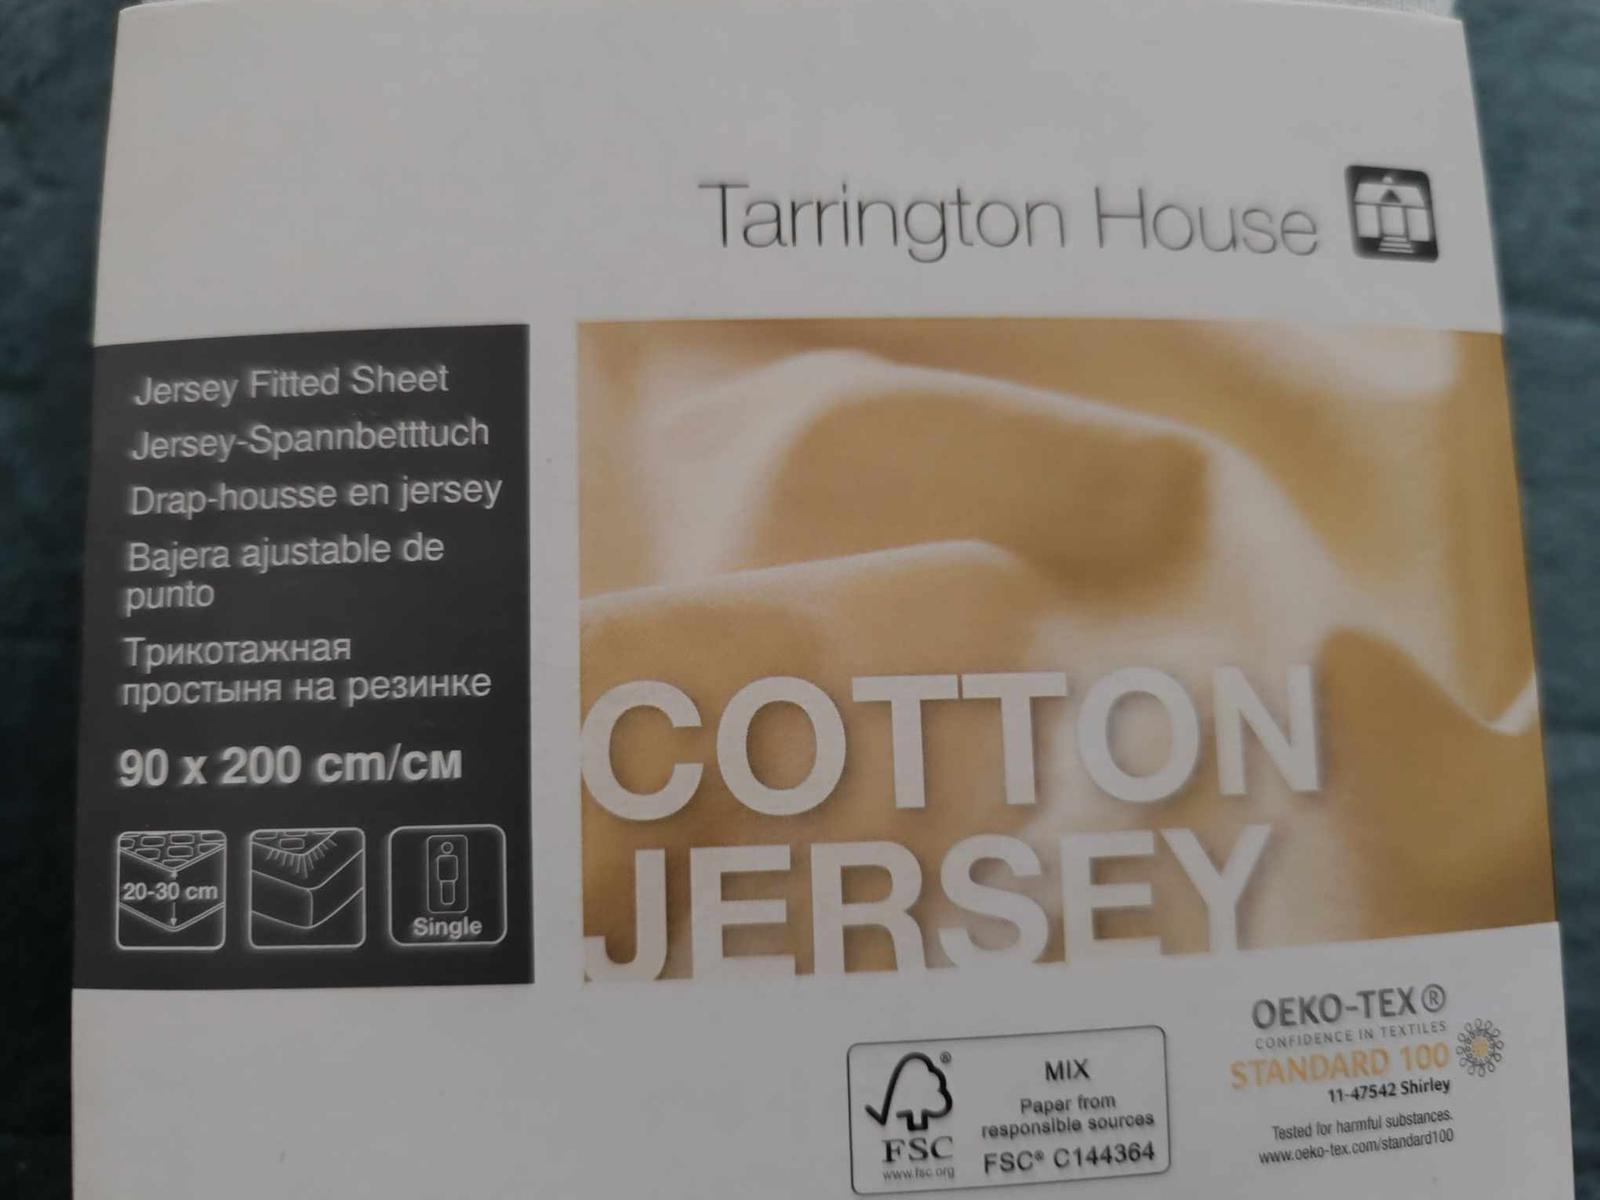 Tarrington House
Jersey Fitted Sheet
Jersey-Spannbetttuch
Drap-housse en jersey
Bajera ajustable de
punto
Трикотажная
простыня на резинке
90 x 200 cm/см
20-30 cm
Single
COTTON
JERSEY
FSC
www.fsc.org
MIX
Paper from
responsible sources
FSC® C144364
OEKO-TEX®
CONFIDENCE IN TEXTILES
STANDARD 100
11-47542 Shirley
Tested for harmful substances.
www.oeko-tex.com/standard100